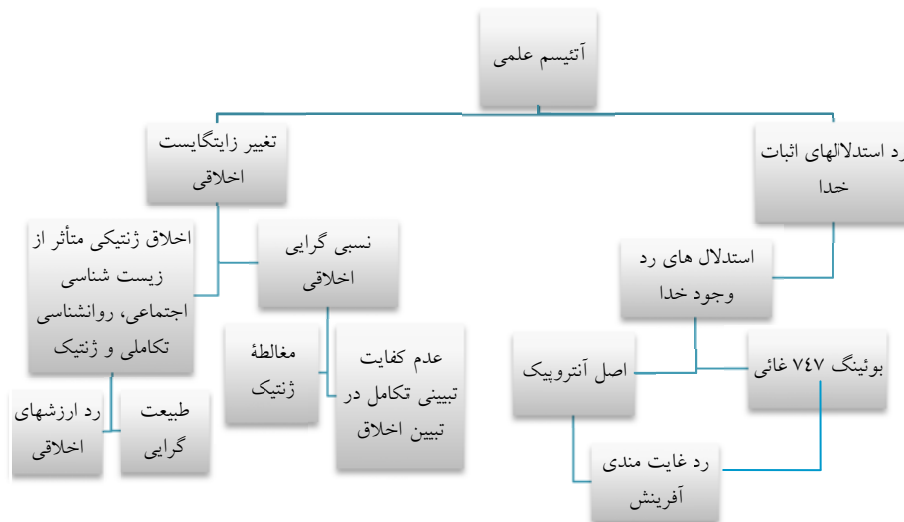 آتئیسم علمی
تغییر زایتگایست
اخلاقی
رد استدلالهای اثبات
خدا
اخلاق ژنتیکی متأثر از
زیست شناسی
اجتماعی، روانشناسی
تکاملی و ژنتیک
نسبی گرایی
اخلاقی
استدلال های رد
وجود خدا
مغالطۀ
ژنتیک
عدم کفایت
تبیینی تکامل در
تبیین اخلاق
اصل آنتروپیک
بوئینگ ۷٤۷ غائی
رد ارزشهای
اخلاقی
طبیعت
گرایی
رد غایت مندی
آفرینش